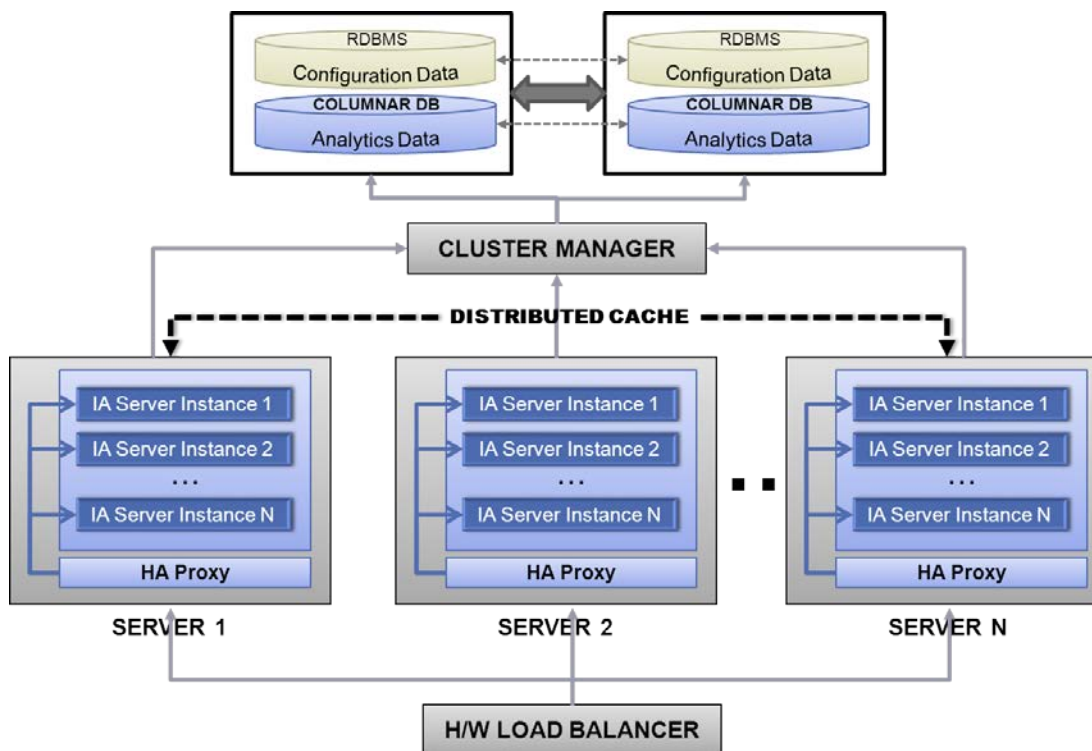 RDBMS
Configuration Data
COLUMNAR DB
Analytics Data
RDBMS
Configuration Data
COLUMNAR DB
Analytics Data
CLUSTER MANAGER
DISTRIBUTED CACHE
IA Server Instance 1
IA Server Instance 2
...
IA Server Instance N
HA Proxy
SERVER 1
IA Server Instance 1
IA Server Instance 2
...
IA Server Instance N
HA Proxy
SERVER 2
IA Server Instance 1
IA Server Instance 2
...
IA Server Instance N
HA Proxy
SERVER N
H/W LOAD BALANCER